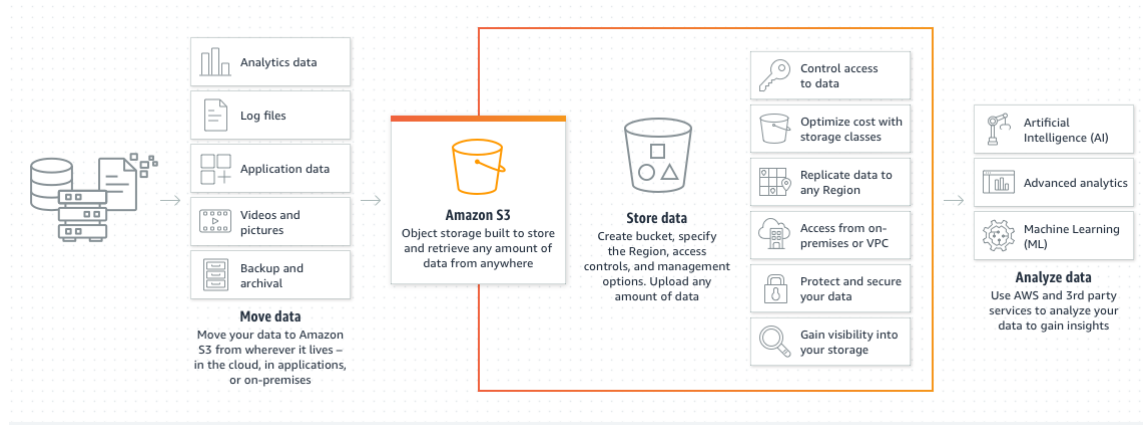 Analytics data
Log files
Application data
Videos and
pictures
Backup and
archival
Move data
Move your data to Amazon
S3 from wherever it lives –
in the cloud, in applications,
or on-premises
Amazon S3
Object storage built to store
and retrieve any amount of
data from anywhere
Store data
Create bucket, specify
the Region, access
controls, and management
options. Upload any
amount of data
Control access
to data
Optimize cost with
storage classes
Replicate data to
any Region
Access from on-
premises or VPC
Protect and secure
your data
Gain visibility into
your storage
Artificial
Intelligence (AI)
Advanced analytics
Machine Learning
(ML)
Analyze data
Use AWS and 3rd party
services to analyze your
data to gain insights